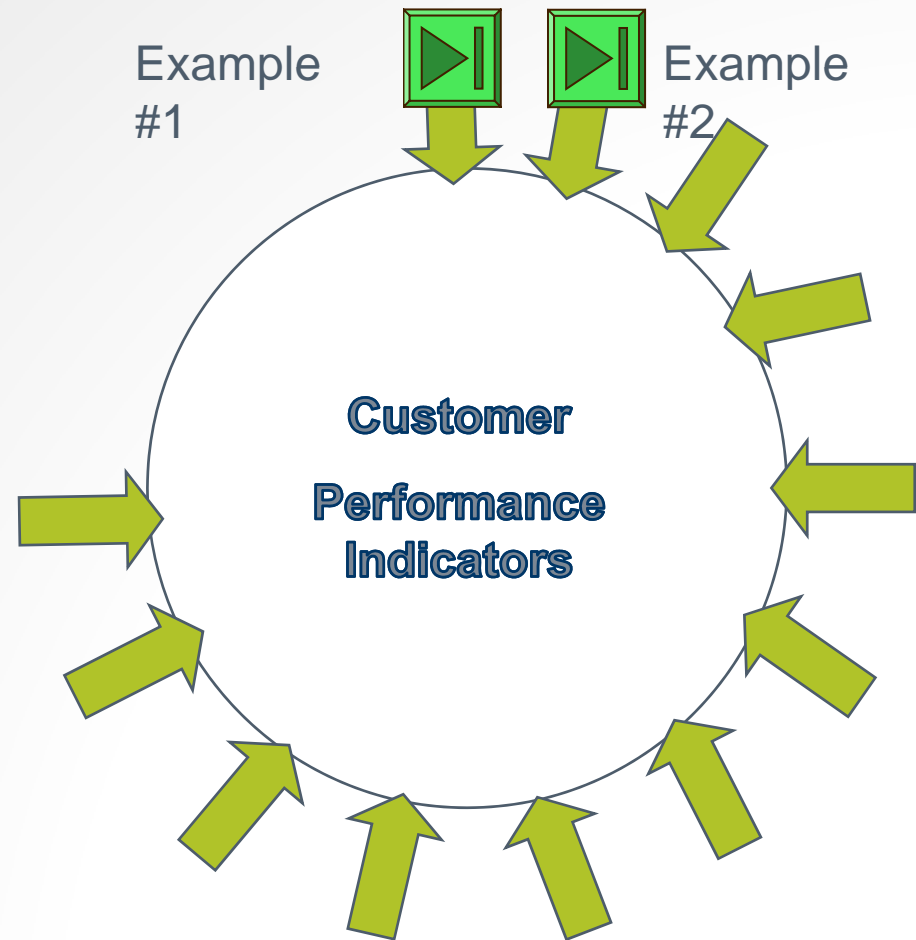 Example
#1
Example
#2
Customer
Performance
Indicators